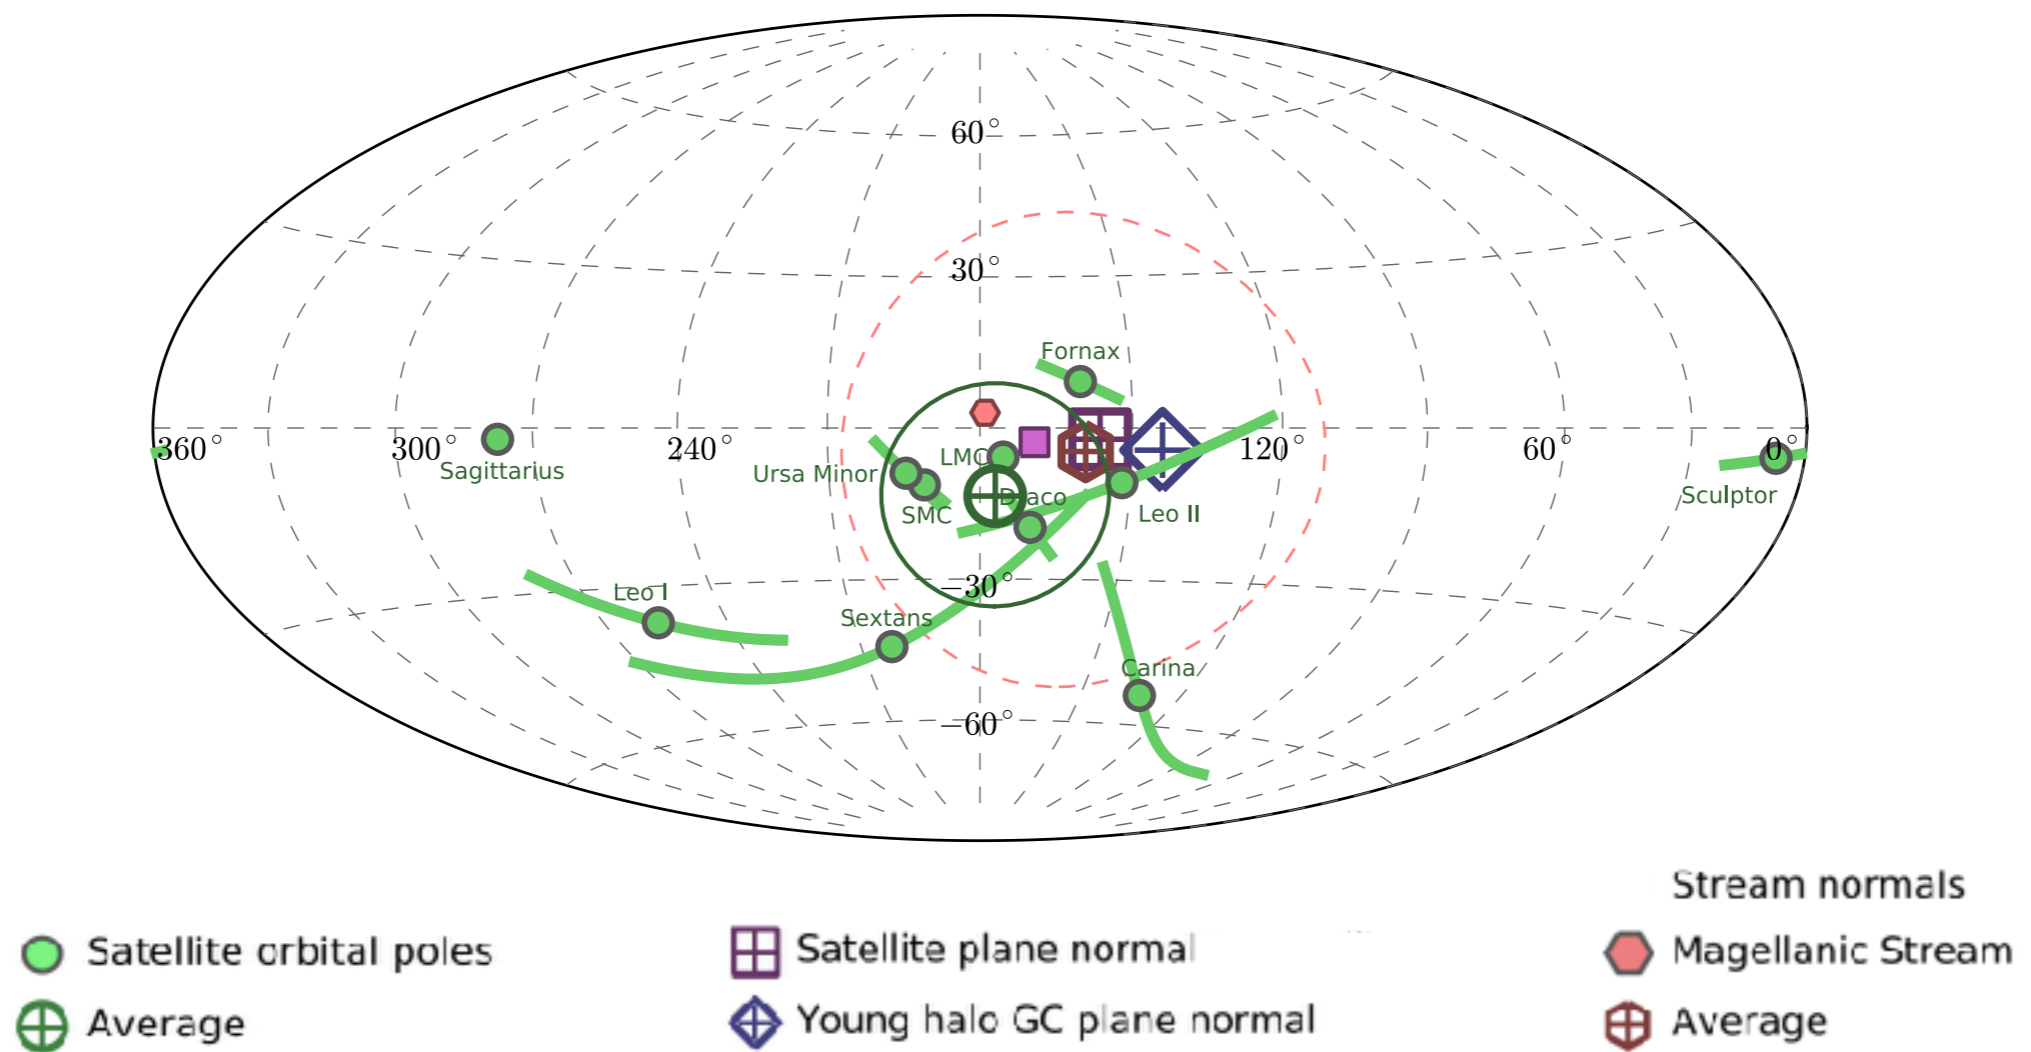 60°
30°
Fornax
360°
300°
240°
120°
60°
0°
Sagittarius
Ursa Minor
LMC
SMC
Draco
Leo II
Sculptor
−30°
Leo I
Sextans
Carina
−60°
Stream normals
Satellite orbital poles
Satellite plane normal
Magellanic Stream
Average
Young halo GC plane normal
Average